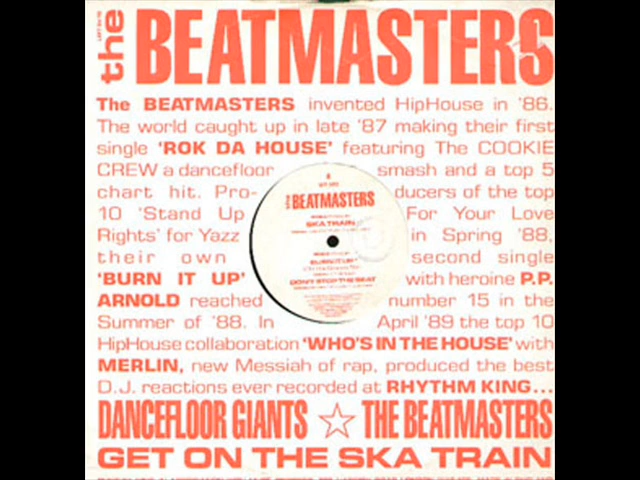 the BEATMASTERS
The BEATMASTERS invented HipHouse in '86.
The world caught up in late '87 making their first
single 'ROK DA HOUSE' featuring The COOKIE
CREW a dancefloor smash and a top 5
chart hit. Pro- ducers of the top
10 'Stand Up For Your Love
Rights' for Yazz in Spring '88,
their own second single
'BURN IT UP' with heroine P.P.
ARNOLD reached number 15 in the
Summer of '88. In April '89 the top 10
HipHouse collaboration 'WHO'S IN THE HOUSE' with
MERLIN, new Messiah of rap, produced the best
D.J. reactions ever recorded at RHYTHM KING...
DANCEFLOOR GIANTS ☆ THE BEATMASTERS
GET ON THE SKA TRAIN
the BEATMASTERS
SKA TRAIN
BURN IT UP
DON'T STOP THE BEAT